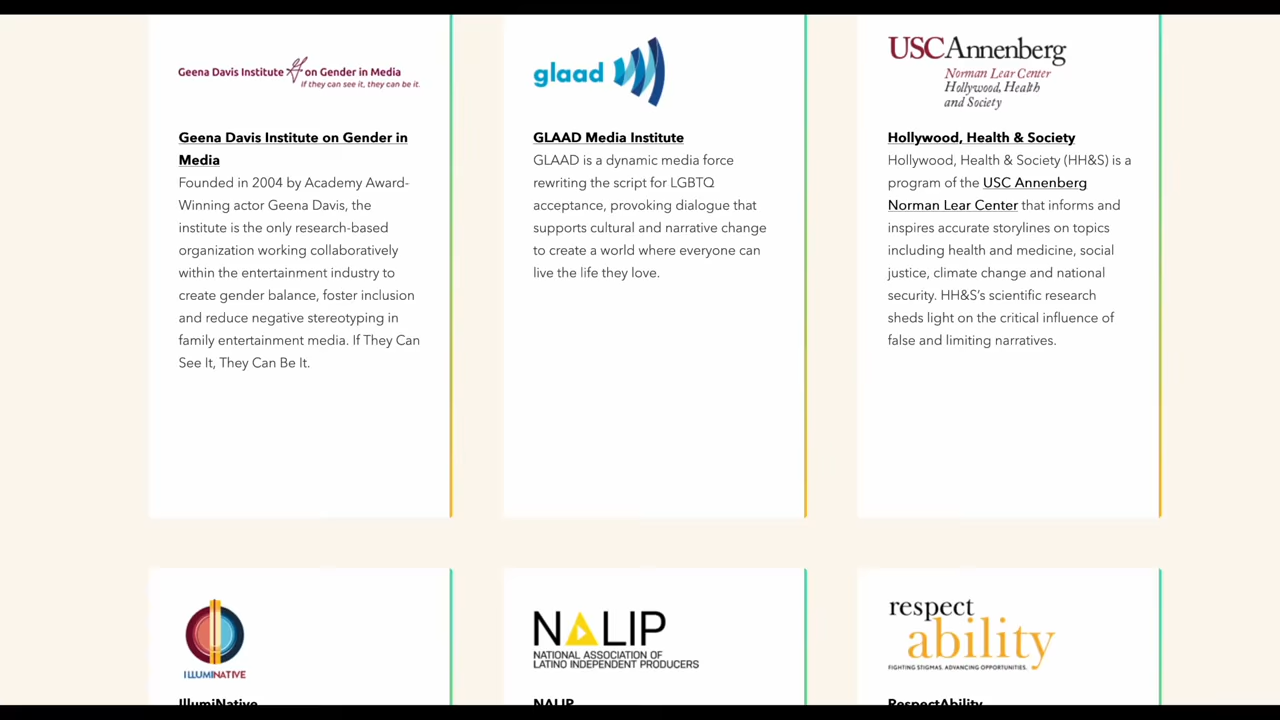 Geena Davis Institute on Gender in Media
If they can see it, they can be it.
Geena Davis Institute on Gender in
Media
Founded in 2004 by Academy Award-
Winning actor Geena Davis, the
institute is the only research-based
organization working collaboratively
within the entertainment industry to
create gender balance, foster inclusion
and reduce negative stereotyping in
family entertainment media. If They Can
See It, They Can Be It.
glaad
GLAAD Media Institute
GLAAD is a dynamic media force
rewriting the script for LGBTQ
acceptance, provoking dialogue that
supports cultural and narrative change
to create a world where everyone can
live the life they love.
USC Annenberg
Norman Lear Center
Hollywood, Health
and Society
Hollywood, Health & Society
Hollywood, Health & Society (HH&S) is a
program of the USC Annenberg
Norman Lear Center that informs and
inspires accurate storylines on topics
including health and medicine, social
justice, climate change and national
security. HH&S’s scientific research
sheds light on the critical influence of
false and limiting narratives.
ILLUMINATIVE
IllumiNative
NALIP
NATIONAL ASSOCIATION OF
LATINO INDEPENDENT PRODUCERS
NALIP
respect
ability
FIGHTING STIGMAS. ADVANCING OPPORTUNITIES.
RespectAbility